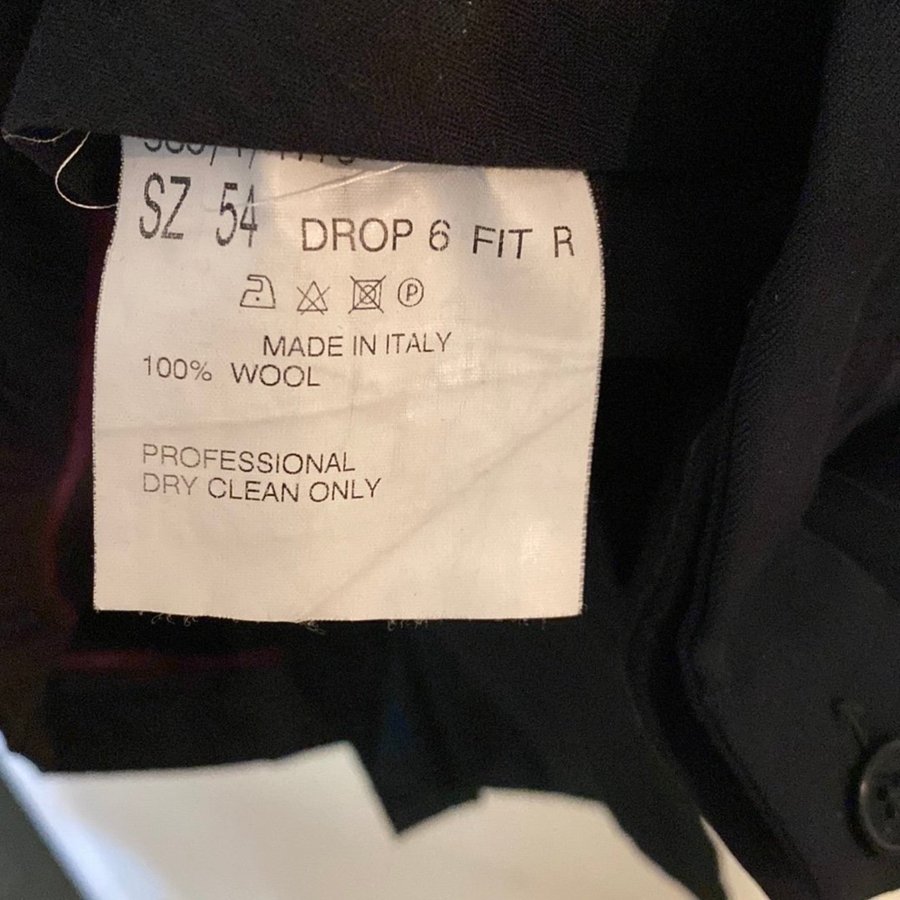 SZ 54 DROP 6 FIT R
P
MADE IN ITALY
100% WOOL
PROFESSIONAL
DRY CLEAN ONLY